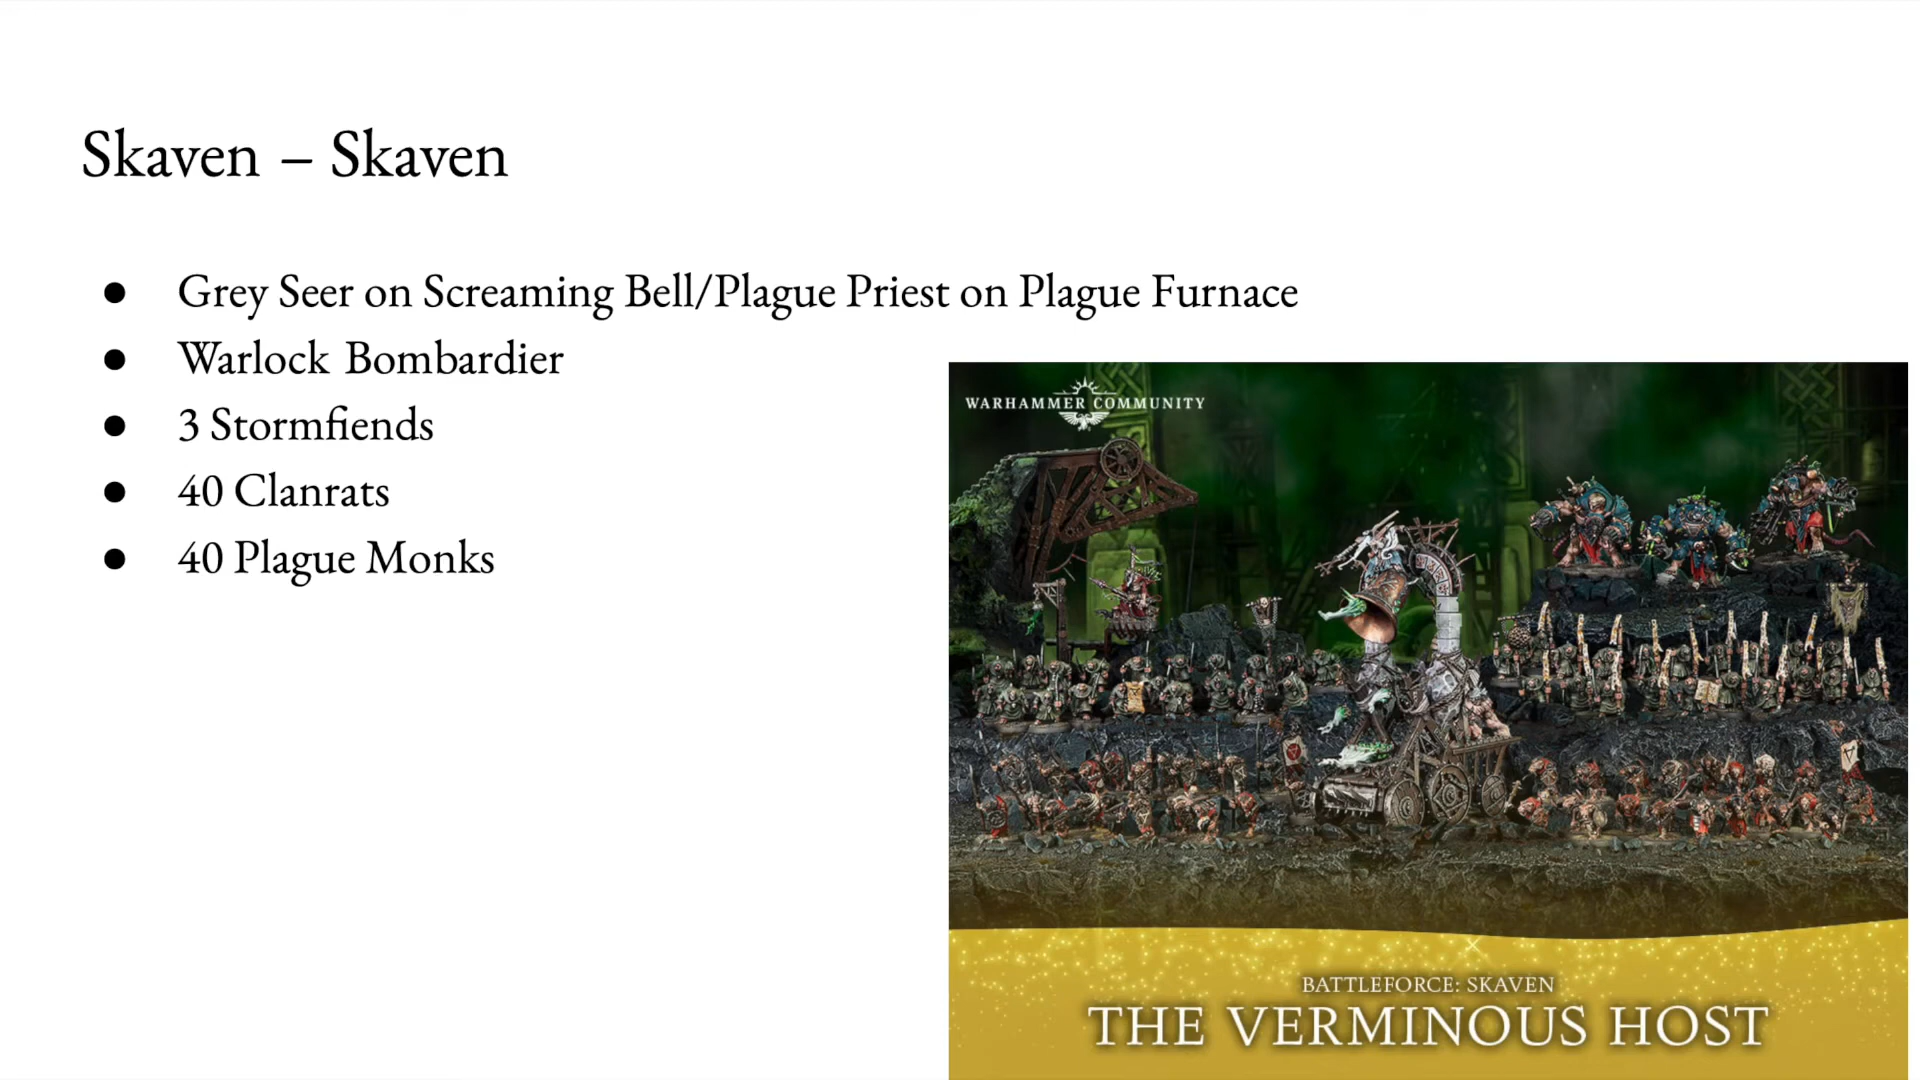 Skaven – Skaven
● Grey Seer on Screaming Bell/Plague Priest on Plague Furnace
● Warlock Bombardier
● 3 Stormfiends
● 40 Clanrats
● 40 Plague Monks
WARHAMMER COMMUNITY
BATTLEFORCE: SKAVEN
THE VERMINOUS HOST